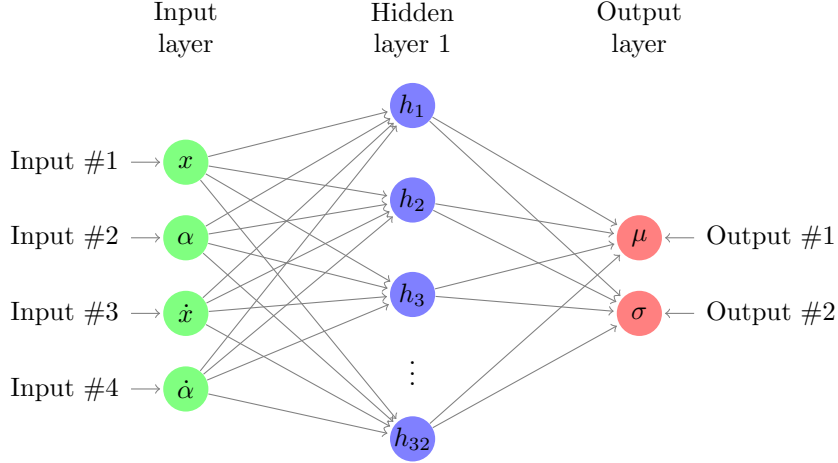 Input
layer
Hidden
layer 1
Output
layer
Input #1
x
Input #2
α
Input #3
ẋ
Input #4
α̇
h₁
h₂
h₃
⋮
h₃₂
μ
Output #1
σ
Output #2